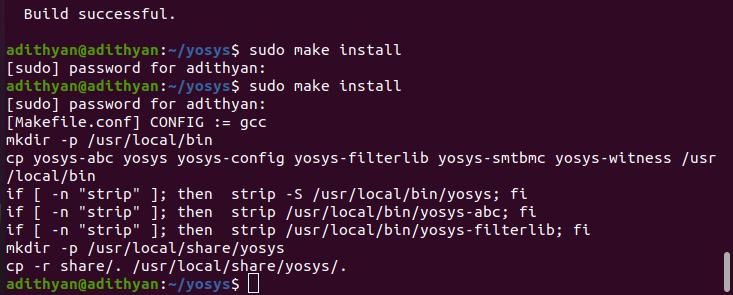 Build successful.
adithyan@adithyan:~/yosys$ sudo make install
[sudo] password for adithyan:
adithyan@adithyan:~/yosys$ sudo make install
[sudo] password for adithyan:
[Makefile.conf] CONFIG := gcc
mkdir -p /usr/local/bin
cp yosys-abc yosys yosys-config yosys-filterlib yosys-smtbmc yosys-witness /usr
/local/bin
if [ -n "strip" ]; then  strip -S /usr/local/bin/yosys; fi
if [ -n "strip" ]; then  strip /usr/local/bin/yosys-abc; fi
if [ -n "strip" ]; then  strip /usr/local/bin/yosys-filterlib; fi
mkdir -p /usr/local/share/yosys
cp -r share/. /usr/local/share/yosys/.
adithyan@adithyan:~/yosys$